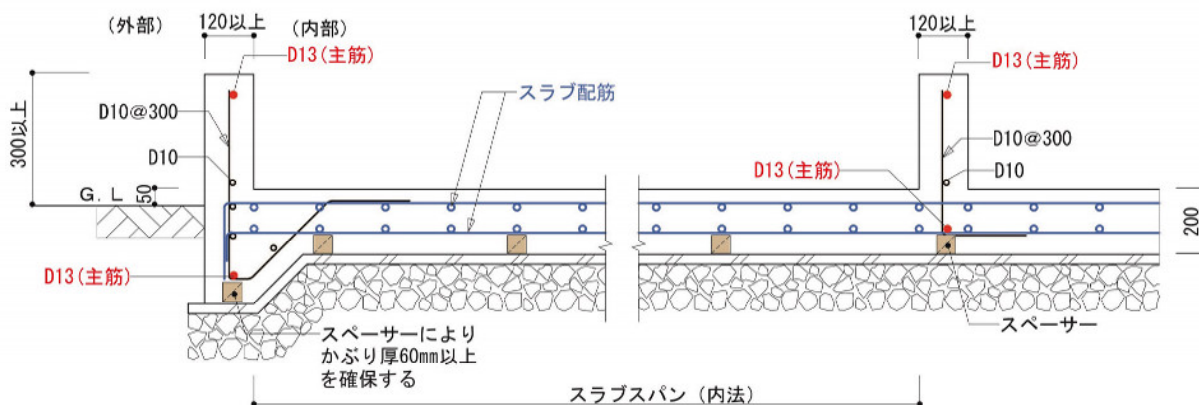 (外部)
120以上
(内部)
D13(主筋)
120以上
D13(主筋)
300以上
D10@300
D10
スラブ配筋
D10@300
D13(主筋)
D10
G.L
50
200
D13(主筋)
スペーサーにより
かぶり厚60mm以上
を確保する
スペーサー
スラブスパン (内法)